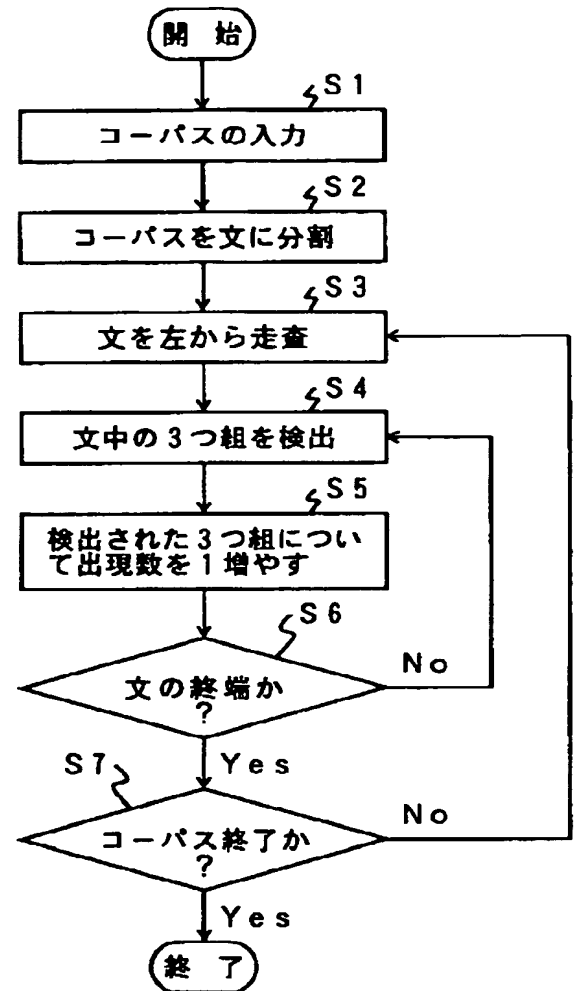 開 始
S1
コーパスの入力
S2
コーパスを文に分割
S3
文を左から走査
S4
文中の3つ組を検出
S5
検出された3つ組につい
て出現数を1増やす
S6
文の終端か
?
No
Yes
S7
コーパス終了か
?
No
Yes
終 了